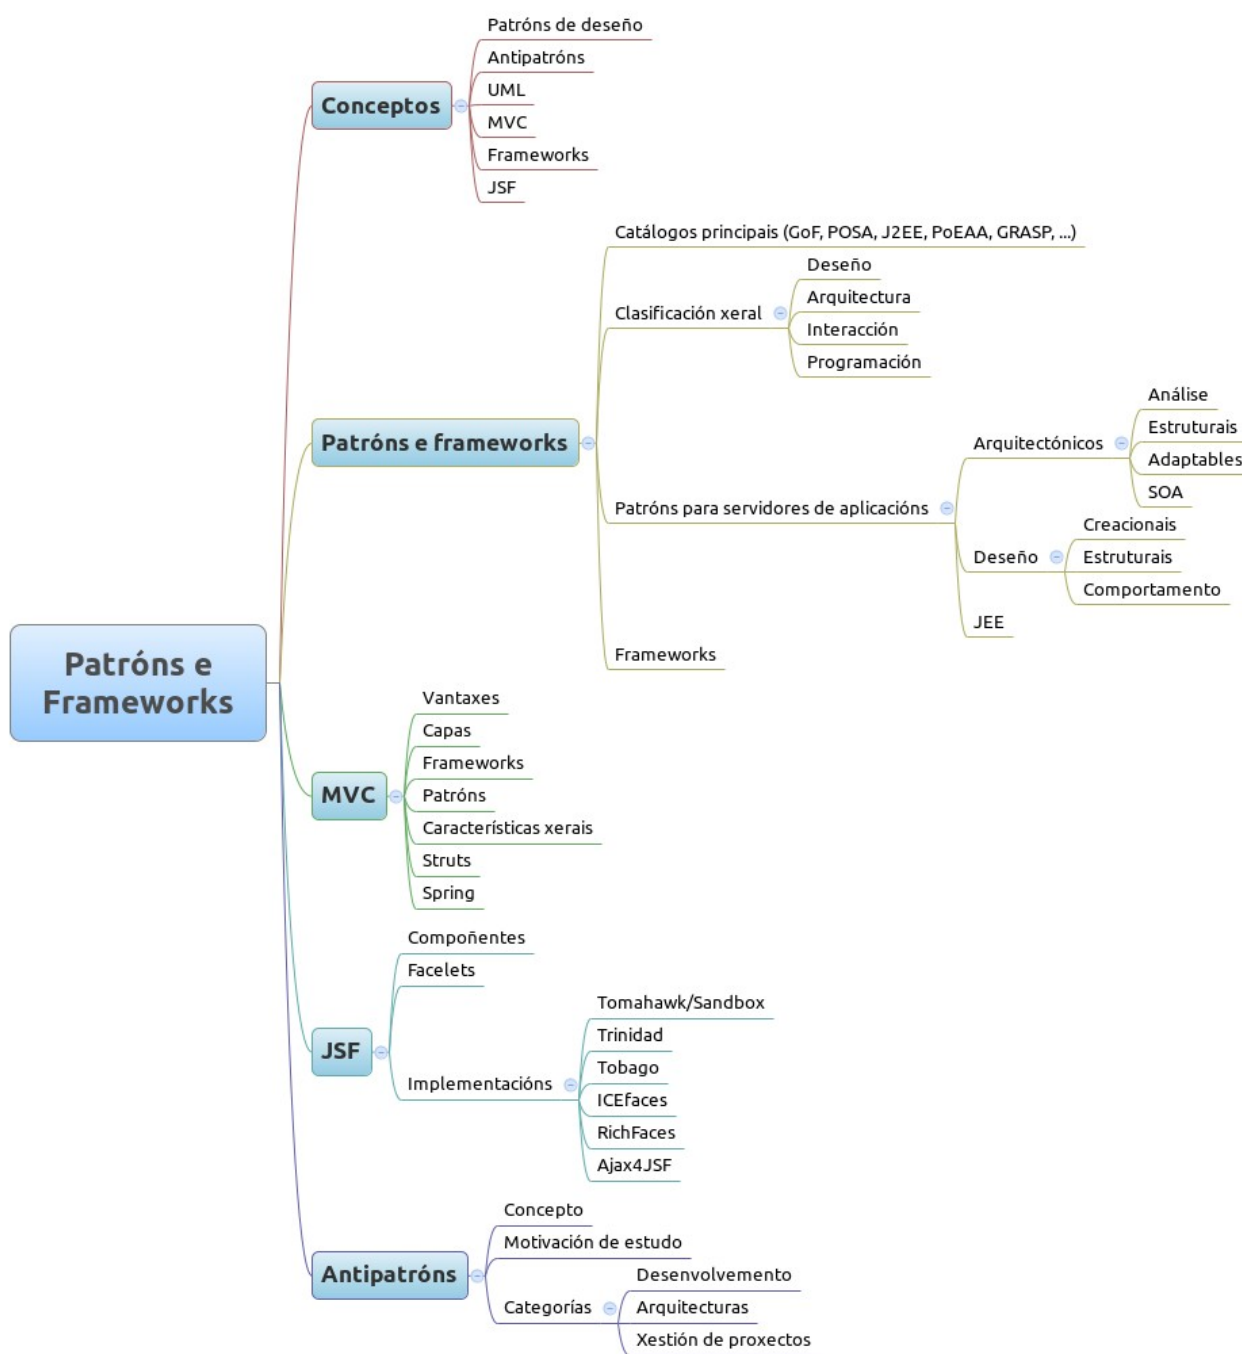 Patróns de deseño
Antipatróns
UML
Conceptos
MVC
Frameworks
JSF
Catálogos principais (GoF, POSA, J2EE, PoEAA, GRASP, ...)
Deseño
Arquitectura
Clasificación xeral
Interacción
Programación
Análise
Estruturais
Arquitectónicos
Adaptables
SOA
Patróns e frameworks
Patróns para servidores de aplicacións
Creacionais
Deseño
Estruturais
Comportamento
JEE
Frameworks
Patróns e
Frameworks
Vantaxes
Capas
Frameworks
MVC
Patróns
Características xerais
Struts
Spring
Compoñentes
Facelets
JSF
Implementacións
Tomahawk/Sandbox
Trinidad
Tobago
ICEfaces
RichFaces
Ajax4JSF
Concepto
Motivación de estudo
Antipatróns
Categorías
Desenvolvemento
Arquitecturas
Xestión de proxectos